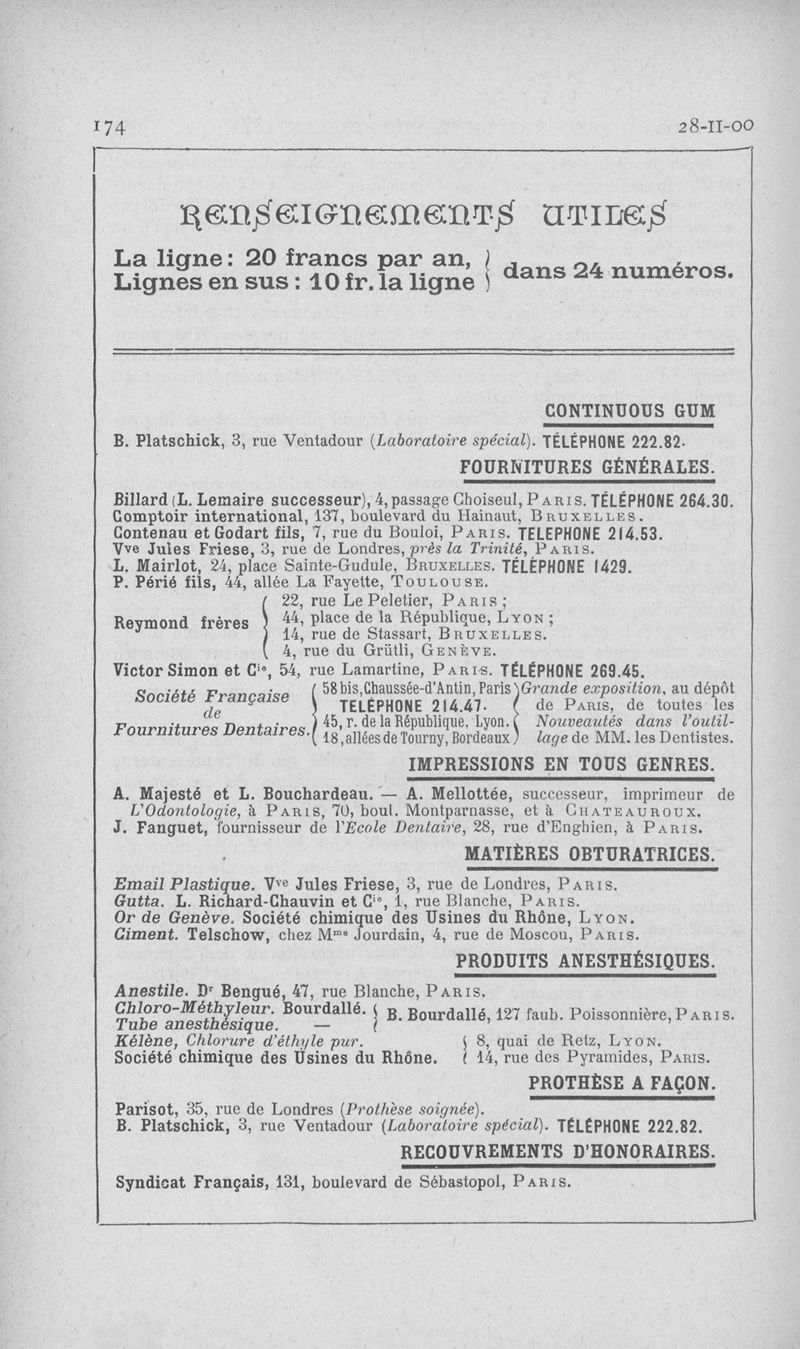 174 28-II-00
Renseignements utiles
La ligne: 20 francs par an, } dans 24 numéros.
Lignes en sus: 10 fr. la ligne
CONTINUOUS GUM
B. Platschick, 3, rue Ventadour (Laboratoire spécial). TÉLÉPHONE 222.82.
FOURNITURES GÉNÉRALES.
Billard (L. Lemaire successeur), 4, passage Choiseul, PARIS. TÉLÉPHONE 264.30.
Comptoir international, 137, boulevard du Hainaut, BRUXELLES.
Contenau et Godart fils, 7, rue du Bouloi, PARIS. TELEPHONE 214.53.
Vve Jules Friese, 3, rue de Londres, près la Trinité, PARIS.
L. Mairlot, 24, place Sainte-Gudule, BRUXELLES. TÉLÉPHONE 1429.
P. Périé fils, 44, allée La Fayette, TOULOUSE.
Reymond frères { 22, rue Le Peletier, PARIS;
44, place de la République, LYON;
14, rue de Stassart, BRUXELLES.
4, rue du Grütli, GENÈVE.
Victor Simon et Cie, 54, rue Lamartine, PARIS. TÉLÉPHONE 269.45.
Société Française de Fournitures Dentaires. { 58 bis, Chaussée-d'Antin, Paris
TELÉPHONE 214.47.
45, r. de la République, Lyon.
18, allées de Tourny, Bordeaux }
Grande exposition, au dépôt
de PARIS, de toutes les
Nouveautés dans l'outil-
lage de MM. les Dentistes.
IMPRESSIONS EN TOUS GENRES.
A. Majesté et L. Bouchardeau. — A. Mellottée, successeur, imprimeur de
L'Odontologie, à PARIS, 70, boul. Montparnasse, et à CHATEAUROUX.
J. Fanguet, fournisseur de l'Ecole Dentaire, 28, rue d'Enghien, à PARIS.
MATIÈRES OBTURATRICES.
Email Plastique. Vve Jules Friese, 3, rue de Londres, PARIS.
Gutta. L. Richard-Chauvin et Cie, 1, rue Blanche, PARIS.
Or de Genève. Société chimique des Usines du Rhône, LYON.
Ciment. Telschow, chez Mme Jourdain, 4, rue de Moscou, PARIS.
PRODUITS ANESTHÉSIQUES.
Anestile. Dr Bengué, 47, rue Blanche, PARIS.
Chloro-Méthyleur. Bourdallé. { B. Bourdallé, 127 faub. Poissonnière, PARIS.
Tube anesthésique. —
Kélène, Chlorure d'éthyle pur. { 8, quai de Retz, LYON.
Société chimique des Usines du Rhône. { 14, rue des Pyramides, PARIS.
PROTHÈSE A FAÇON.
Parisot, 35, rue de Londres (Prothèse soignée).
B. Platschick, 3, rue Ventadour (Laboratoire spécial). TÉLÉPHONE 222.82.
RECOUVREMENTS D'HONORAIRES.
Syndicat Français, 131, boulevard de Sébastopol, PARIS.